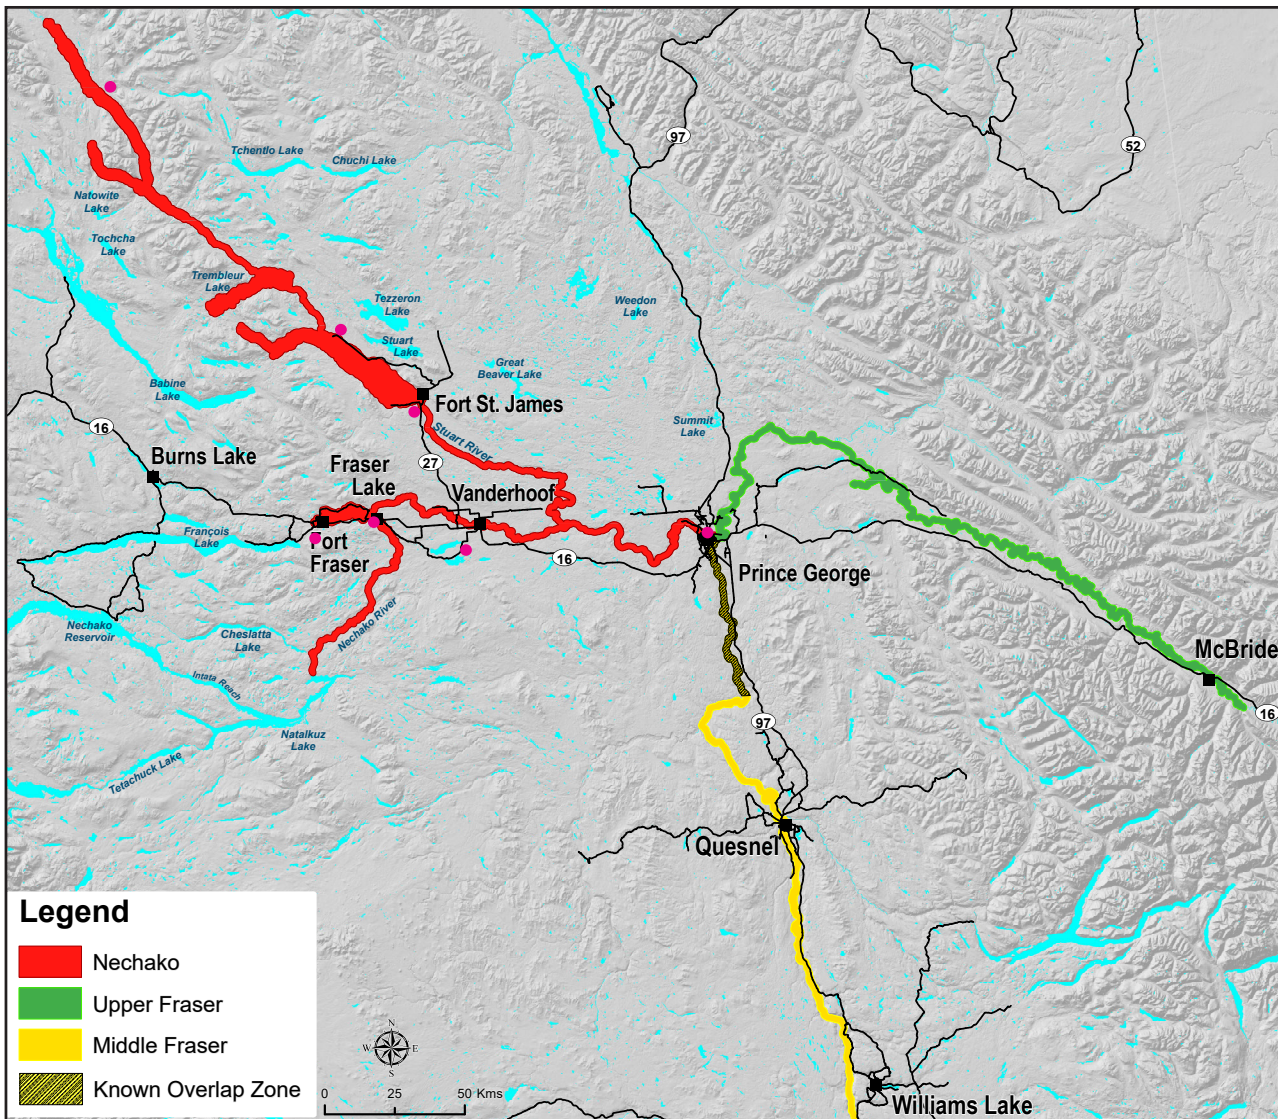 97
52
Tchentlo Lake
Chuchi Lake
Natowite
Lake
Tochcha
Lake
Trembleur
Lake
Tezzeron
Lake
Weedon
Lake
Stuart
Lake
Great
Beaver Lake
Babine
Lake
Fort St. James
Summit
Lake
16
Stuart River
Burns Lake
27
Fraser
Lake
Vanderhoof
François
Lake
Fort
Fraser
16
Prince George
Nechako
Reservoir
Cheslatta
Lake
Nechako River
McBride
Intata Reach
16
97
Natalkuz
Lake
Tetachuck Lake
Quesnel
Legend
Nechako
Upper Fraser
Middle Fraser
Known Overlap Zone
N
W
E
S
0 25 50 Kms
Williams Lake